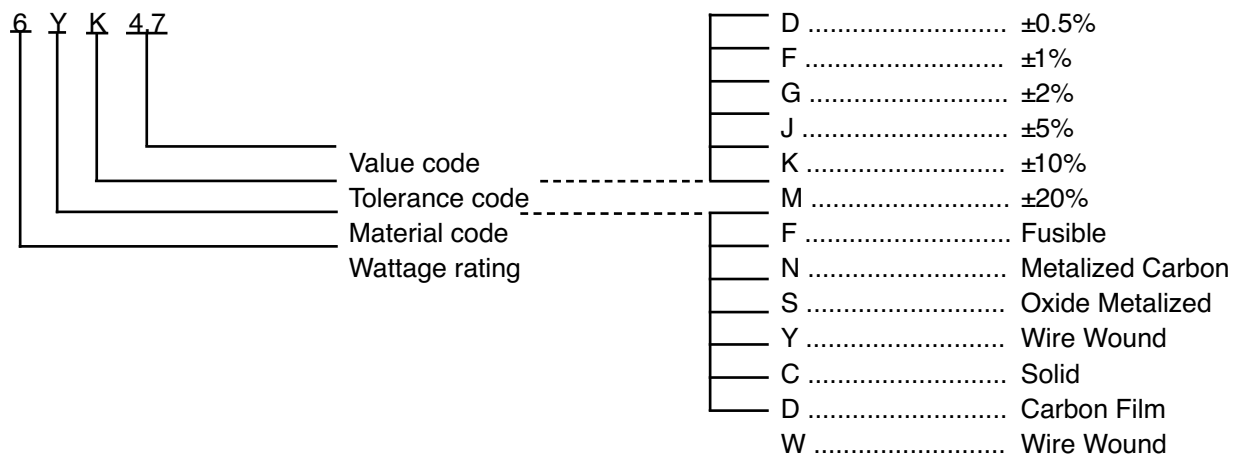 6 Y K 4.7
Value code
Tolerance code
Material code
Wattage rating
D ........................... ±0.5%
F ........................... ±1%
G ........................... ±2%
J ............................ ±5%
K ........................... ±10%
M ........................... ±20%
F ............................ Fusible
N ........................... Metalized Carbon
S ........................... Oxide Metalized
Y ........................... Wire Wound
C ........................... Solid
D ........................... Carbon Film
W .......................... Wire Wound